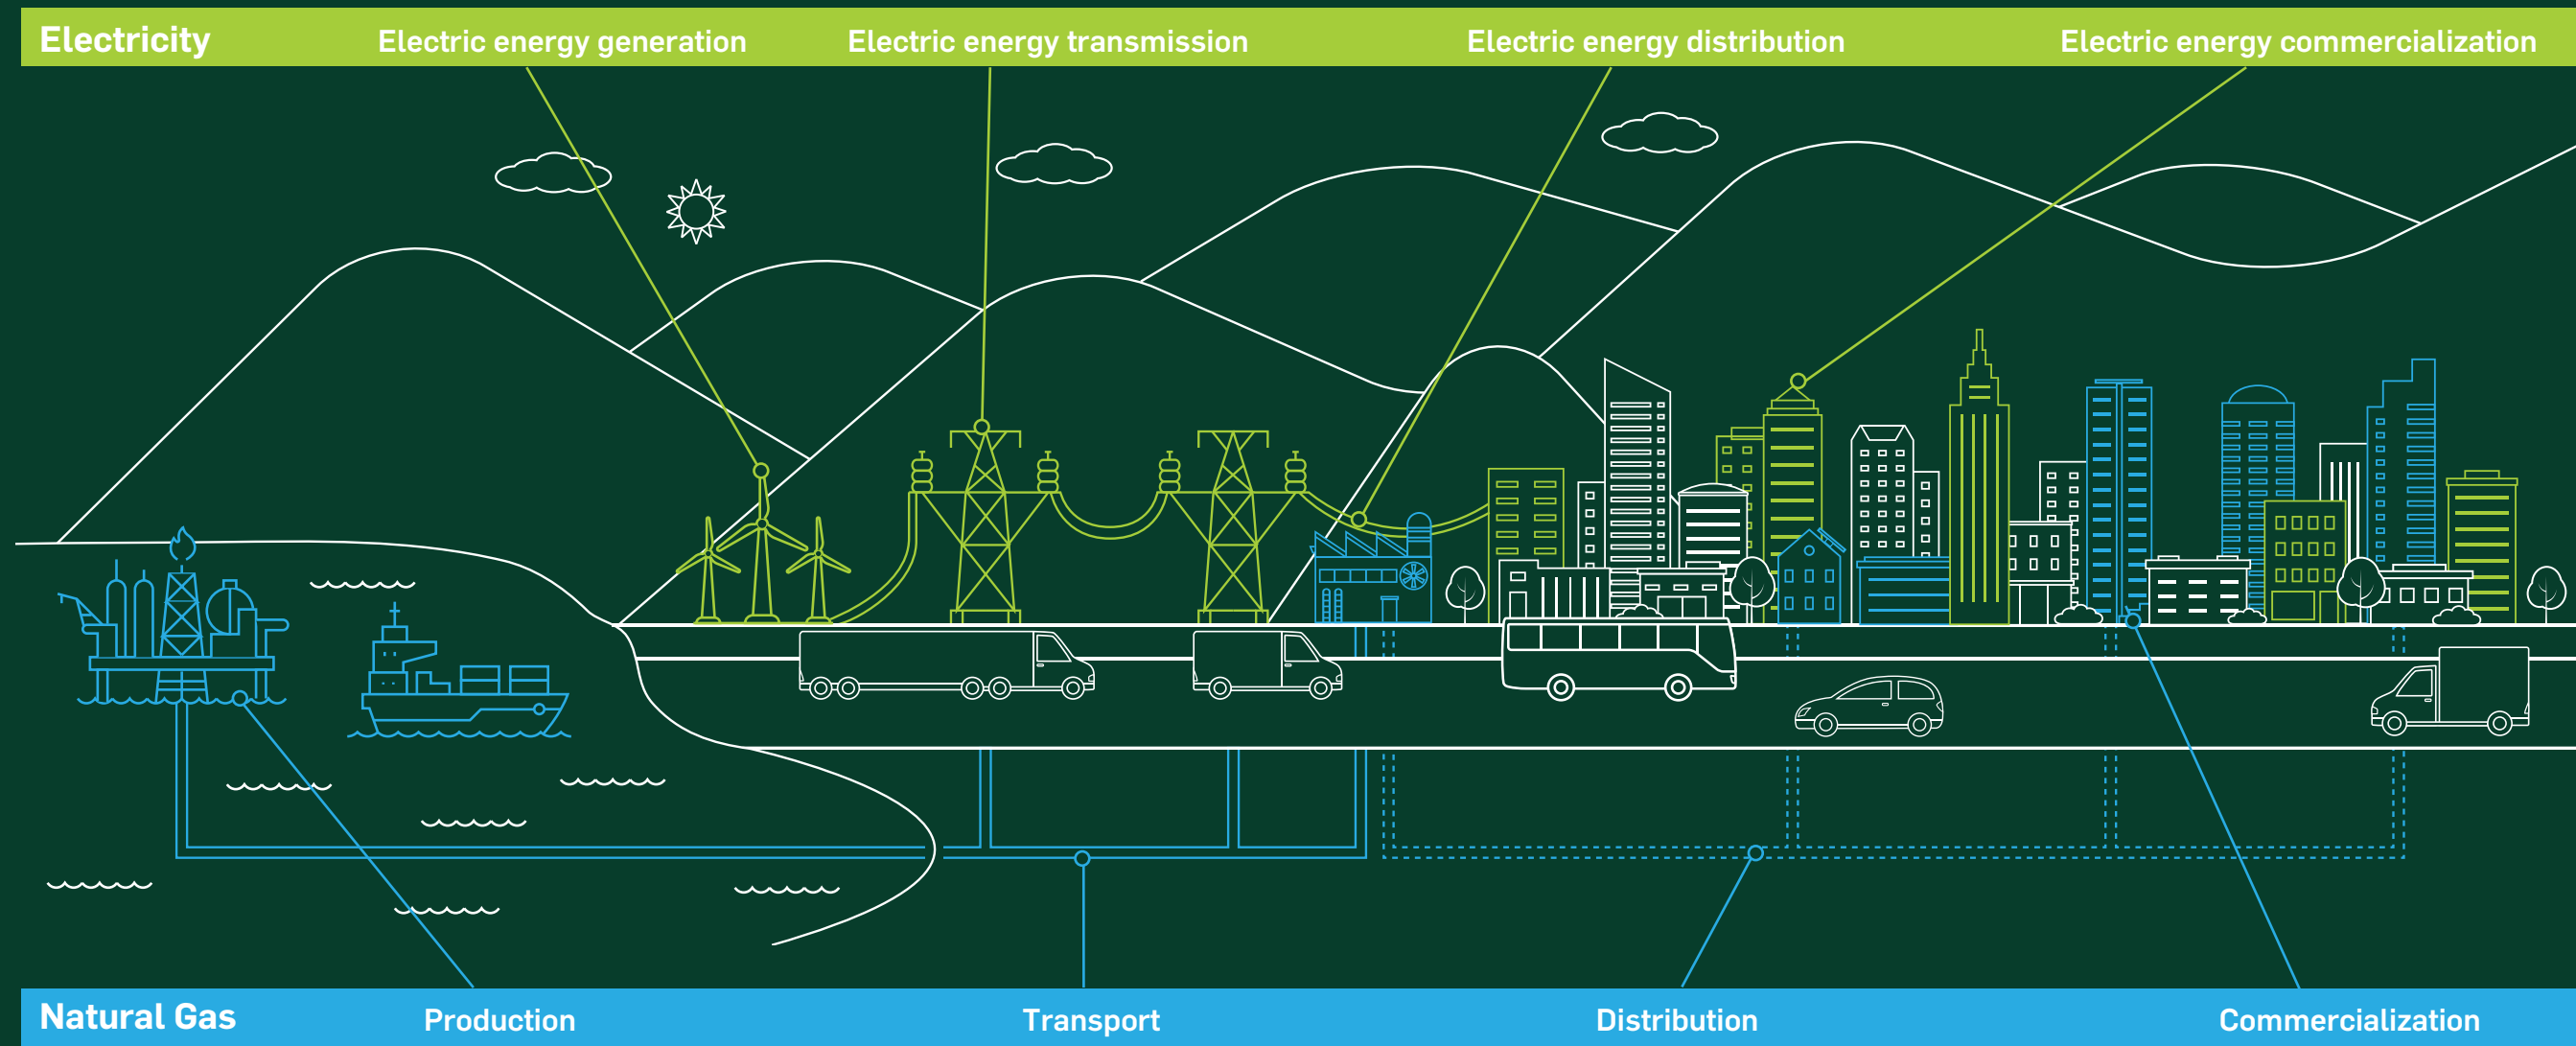 Electricity
Electric energy generation
Electric energy transmission
Electric energy distribution
Electric energy commercialization
Natural Gas
Production
Transport
Distribution
Commercialization